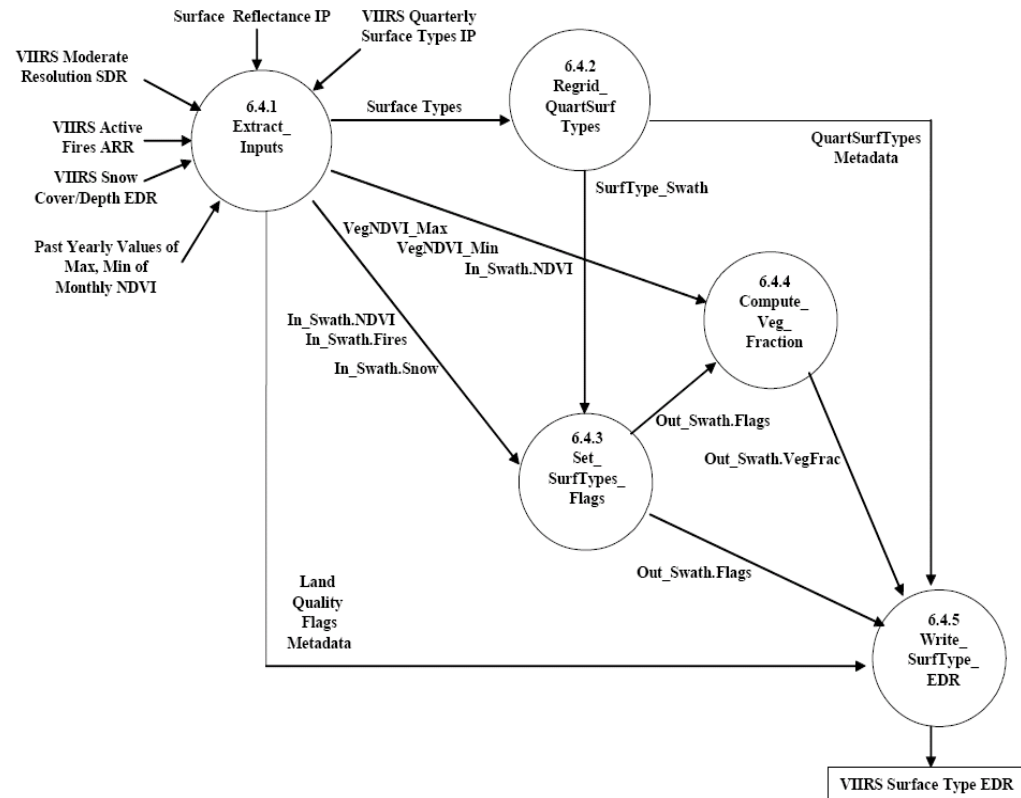 Surface Reflectance IP
VIIRS Quarterly
Surface Types IP
VIIRS Moderate
Resolution SDR
VIIRS Active
Fires ARR
VIIRS Snow
Cover/Depth EDR
Past Yearly Values of
Max, Min of
Monthly NDVI
6.4.1
Extract_
Inputs
Surface Types
6.4.2
Regrid_
QuartSurf
Types
QuartSurfTypes
Metadata
SurfType_Swath
VegNDVI_Max
VegNDVI_Min
In_Swath.NDVI
In_Swath.NDVI
In_Swath.Fires
In_Swath.Snow
6.4.4
Compute_
Veg_
Fraction
6.4.3
Set_
SurfTypes_
Flags
Out_Swath.Flags
Out_Swath.VegFrac
Out_Swath.Flags
Land
Quality
Flags
Metadata
6.4.5
Write_
SurfType_
EDR
VIIRS Surface Type EDR